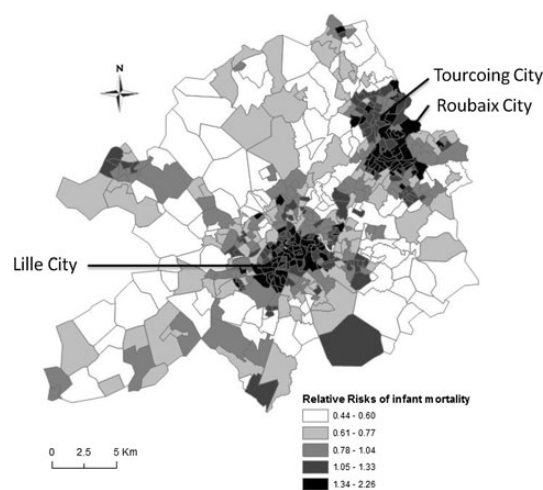 N
Tourcoing City
Roubaix City
Lille City
Relative Risks of infant mortality
0.44 - 0.60
0.61 - 0.77
0.78 - 1.04
1.05 - 1.33
1.34 - 2.26
0 2.5 5 Km